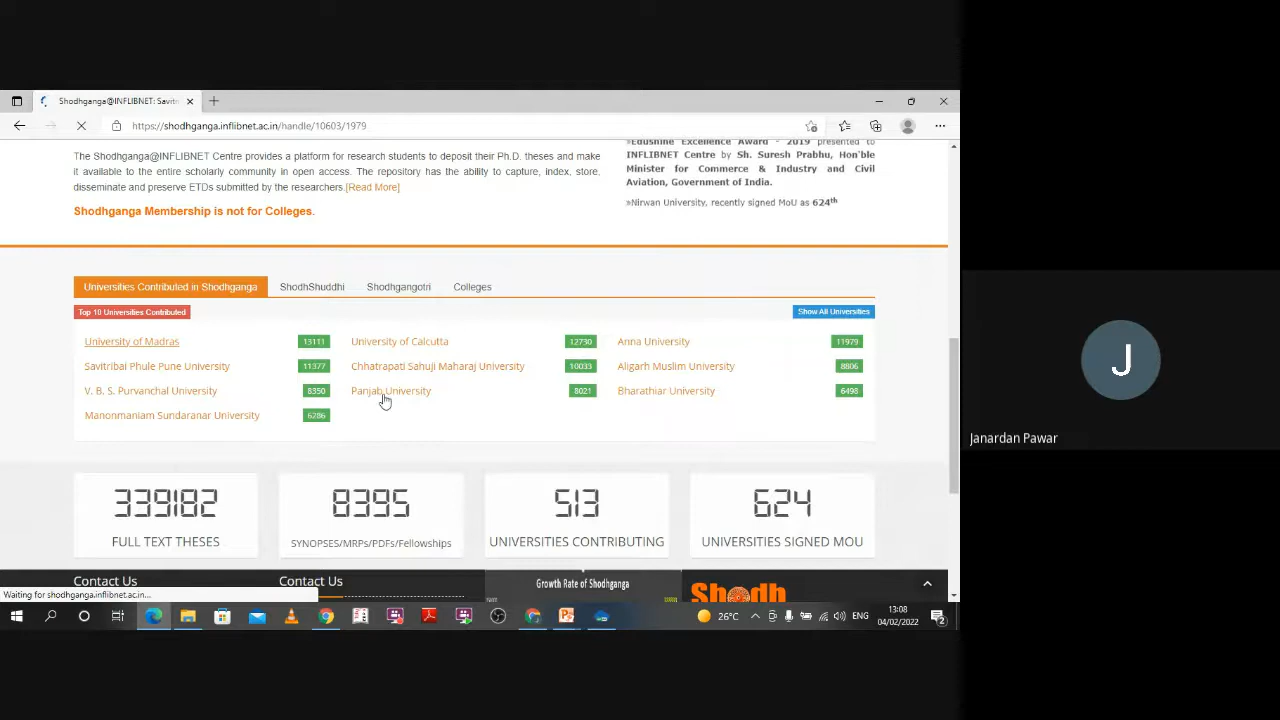 Shodhganga@INFLIBNET: Savitri
https://shodhganga.inflibnet.ac.in/handle/10603/1979
The Shodhganga@INFLIBNET Centre provides a platform for research students to deposit their Ph.D. theses and make
it available to the entire scholarly community in open access. The repository has the ability to capture, index, store,
disseminate and preserve ETDs submitted by the researchers.[Read More]
Shodhganga Membership is not for Colleges.
»Edushine Excellence Award - 2019 presented to
INFLIBNET Centre by Sh. Suresh Prabhu, Hon'ble
Minister for Commerce & Industry and Civil
Aviation, Government of India.
»Nirwan University, recently signed MoU as 624th
Universities Contributed in Shodhganga ShodhShuddhi Shodhgangotri Colleges
Top 10 Universities Contributed Show All Universities
University of Madras 13111 University of Calcutta 12730 Anna University 11979
Savitribai Phule Pune University 11377 Chhatrapati Sahuji Maharaj University 10033 Aligarh Muslim University 8806
V. B. S. Purvanchal University 8350 Panjab University 8021 Bharathiar University 6498
Manonmaniam Sundaranar University 6286
339182 8395 513 624
FULL TEXT THESES SYNOPSES/MRPs/PDFs/Fellowships UNIVERSITIES CONTRIBUTING UNIVERSITIES SIGNED MOU
Contact Us Contact Us Growth Rate of Shodhganga Shodh
Waiting for shodhganga.inflibnet.ac.in...
26°C ENG 13:08
04/02/2022 2
J
Janardan Pawar